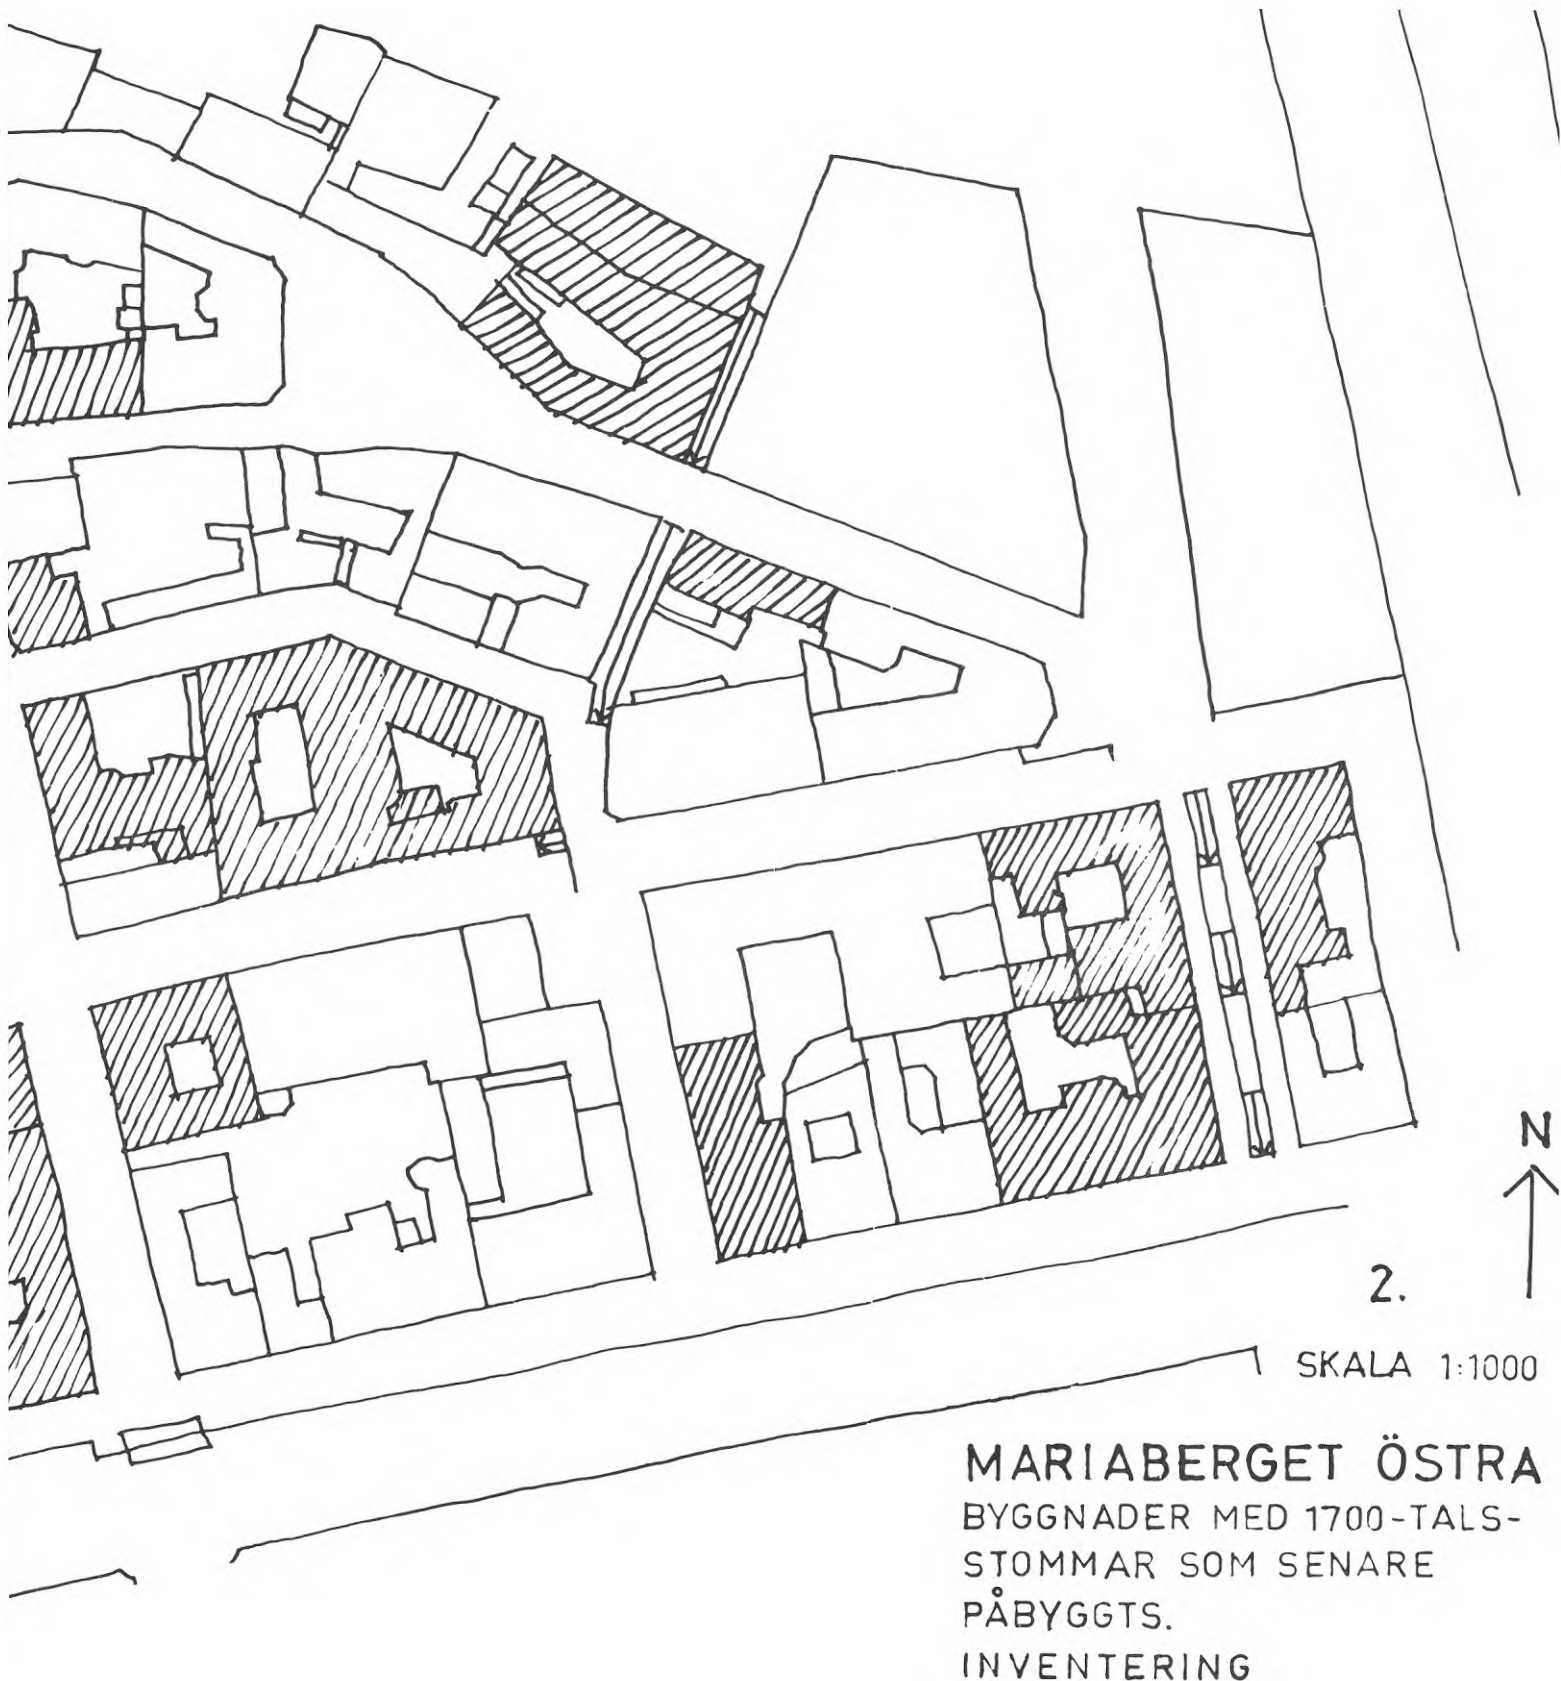 N
2.
SKALA 1:1000
MARIABERGET ÖSTRA
BYGGNADER MED 1700-TALS-
STOMMAR SOM SENARE
PÅBYGGTS.
INVENTERING